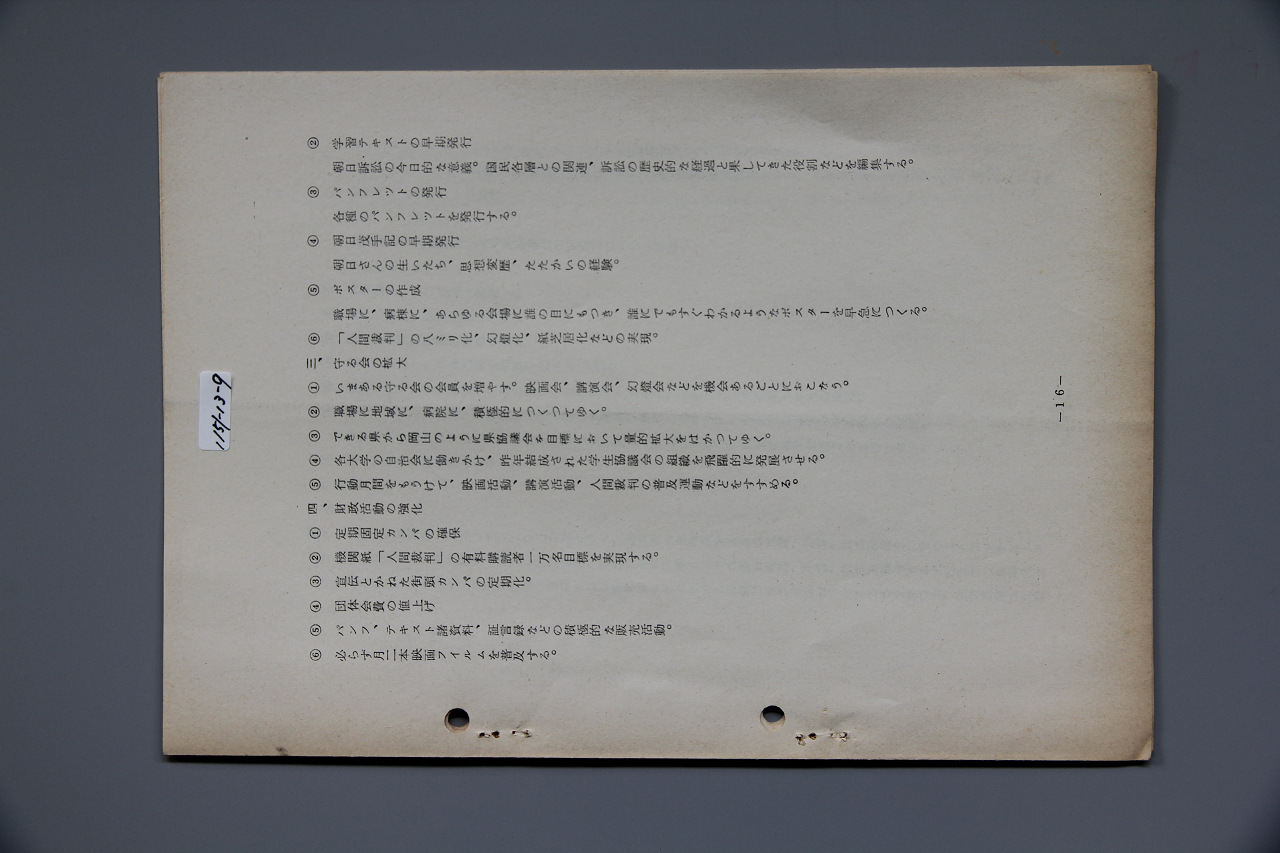 ② 学習テキストの早期発行
朝日訴訟の今日的な意義。国民各層との関連、訴訟の歴史的な経過と果してきた役割などを編集する。
③ パンフレットの発行
各種のパンフレットを発行する。
④ 朝日茂手記の早期発行
朝日さんの生いたち、思想変歴、たたかいの経験。
⑤ ポスターの作成
職場に、病棟に、あらゆる会場に誰の目にもつき、誰にでもすぐわかるようなポスターを早急につくる。
⑥ 「人間裁判」の八ミリ化、幻燈化、紙芝居化などの実現。
三、守る会の拡大
① いまある守る会の会員を増やす。映画会、講演会、幻燈会などを機会あるごとにおこなう。
② 職場に地域に、病院に、積極的につくつてゆく。
③ できる県から岡山のように県協議会を目標において量的拡大をはかつてゆく。
④ 各大学の自治会に働きかけ、昨年結成された学生協議会の組織を飛躍的に発展させる。
⑤ 行動月間をもうけて、映画活動、講演活動、人間裁判の普及運動などをすすめる。
四、財政活動の強化
① 定期固定カンパの確保
② 機関紙「人間裁判」の有料購読者一万名目標を実現する。
③ 宣伝とかねた街頭カンパの定期化。
④ 団体会費の値上げ
⑤ パンフ、テキスト諸資料、証言録などの積極的な販売活動。
⑥ 必らず月二本映画フイルムを普及する。
—16—
1151-13-9